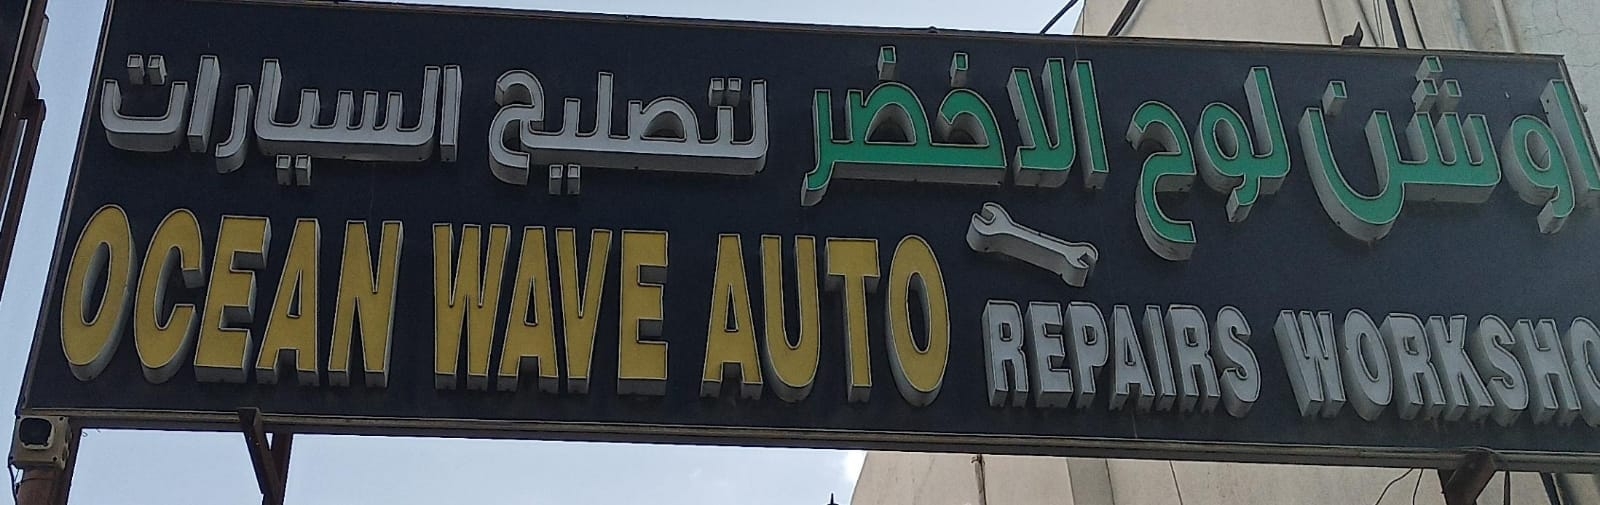 اوشن لوح الاخضر لتصليح السيارات
OCEAN WAVE AUTO REPAIRS WORKSHO